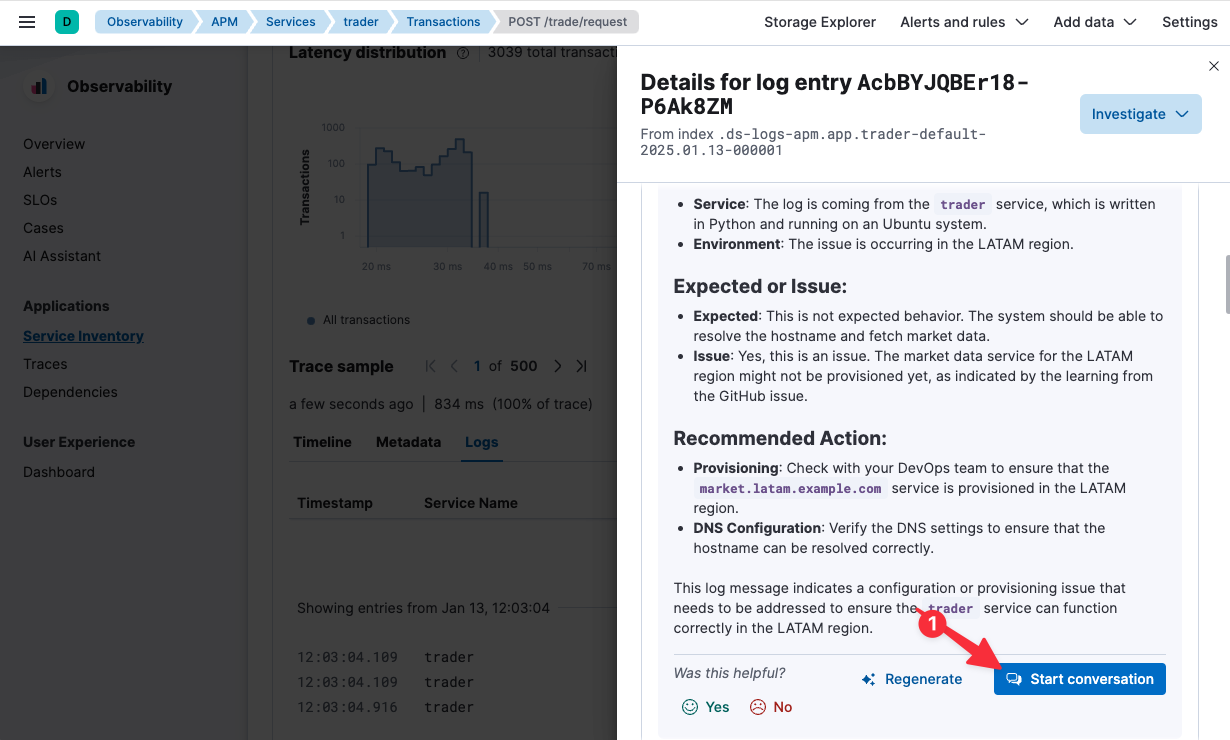 D
Observability
APM
Services
trader
Transactions
POST /trade/request
Storage Explorer
Alerts and rules
Add data
Settings
Observability
Overview
Alerts
SLOs
Cases
AI Assistant
Applications
Service Inventory
Traces
Dependencies
User Experience
Dashboard
Latency distribution
3039 total transact
Transactions
1000
100
10
1
20 ms
30 ms
40 ms
50 ms
70 ms
All transactions
Trace sample
1 of 500
a few seconds ago | 834 ms (100% of trace)
Timeline
Metadata
Logs
Timestamp
Service Name
Showing entries from Jan 13, 12:03:04
12:03:04.109 trader
12:03:04.109 trader
12:03:04.916 trader
Details for log entry AcbBYJQBEr18-
P6Ak8ZM
From index .ds-logs-apm.app.trader-default-
2025.01.13-000001
Investigate
• Service: The log is coming from the trader service, which is written
in Python and running on an Ubuntu system.
• Environment: The issue is occurring in the LATAM region.
Expected or Issue:
• Expected: This is not expected behavior. The system should be able to
resolve the hostname and fetch market data.
• Issue: Yes, this is an issue. The market data service for the LATAM
region might not be provisioned yet, as indicated by the learning from
the GitHub issue.
Recommended Action:
• Provisioning: Check with your DevOps team to ensure that the
market.latam.example.com service is provisioned in the LATAM
region.
• DNS Configuration: Verify the DNS settings to ensure that the
hostname can be resolved correctly.
This log message indicates a configuration or provisioning issue that
needs to be addressed to ensure the trader service can function
correctly in the LATAM region.
1
Was this helpful?
Yes
No
Regenerate
Start conversation